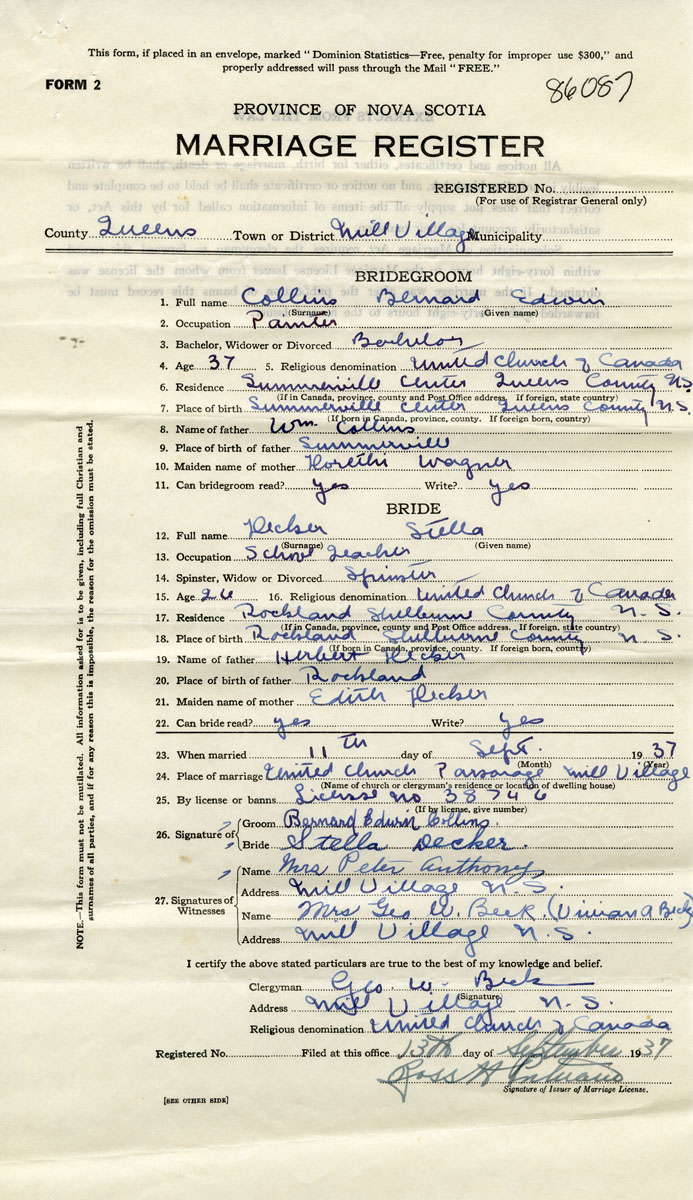 This form, if placed in an envelope, marked "Dominion Statistics—Free, penalty for improper use $300," and
properly addressed will pass through the Mail "FREE."
FORM 2
86087
PROVINCE OF NOVA SCOTIA
MARRIAGE REGISTER
REGISTERED No.
(For use of Registrar General only)
County Queens Town or District Mill Village Municipality
BRIDEGROOM
1. Full name Collins Bernard Edwin
(Surname) (Given name)
2. Occupation Painter
3. Bachelor, Widower or Divorced Bachelor
4. Age 37 5. Religious denomination United Church of Canada
6. Residence Summerville Center Queens County N.S.
(If in Canada, province, county and Post Office address. If foreign, state country)
7. Place of birth Summerville Center Queens County N.S.
(If born in Canada, province, county. If foreign born, country)
8. Name of father Wm. Collins
9. Place of birth of father Summerville
10. Maiden name of mother Wagner
11. Can bridegroom read? yes Write? yes
BRIDE
12. Full name Decker Stella
(Surname) (Given name)
13. Occupation School Teacher
14. Spinster, Widow or Divorced Spinster
15. Age 26 16. Religious denomination United Church of Canada
17. Residence Rockland Shelburne County N.S.
(If in Canada, province, county and Post Office address. If foreign, state country)
18. Place of birth Rockland Shelburne County N.S.
(If born in Canada, province, county. If foreign born, country)
19. Name of father Herbert Decker
20. Place of birth of father Rockland
21. Maiden name of mother Edith Decker
22. Can bride read? yes Write? yes
23. When married 11th day of Sept. 1937
(Month) (Year)
24. Place of marriage United Church Parsonage Mill Village
(Name of church or clergyman's residence or location of dwelling house)
25. By license or banns License no 38746
(If by license, give number)
26. Signature of Groom Bernard Edwin Collins
Bride Stella Decker.
27. Signatures of Witnesses
Name Mrs Peter Anthony
Address Mill Village N.S.
Name Mrs Geo W. Beck (Vivian A Beck)
Address Mill Village N.S.
I certify the above stated particulars are true to the best of my knowledge and belief.
Clergyman Geo. W. Beck
(Signature)
Address Mill Village N.S.
Religious denomination United Church of Canada
Registered No. Filed at this office 13th day of September 1937
Ross H
Signature of Issuer of Marriage License.
[SEE OTHER SIDE]
NOTE.—This form must not be mutilated. All information asked for is to be given, including full Christian and
surnames of all parties, and if for any reason this is impossible, the reason for the omission must be stated.